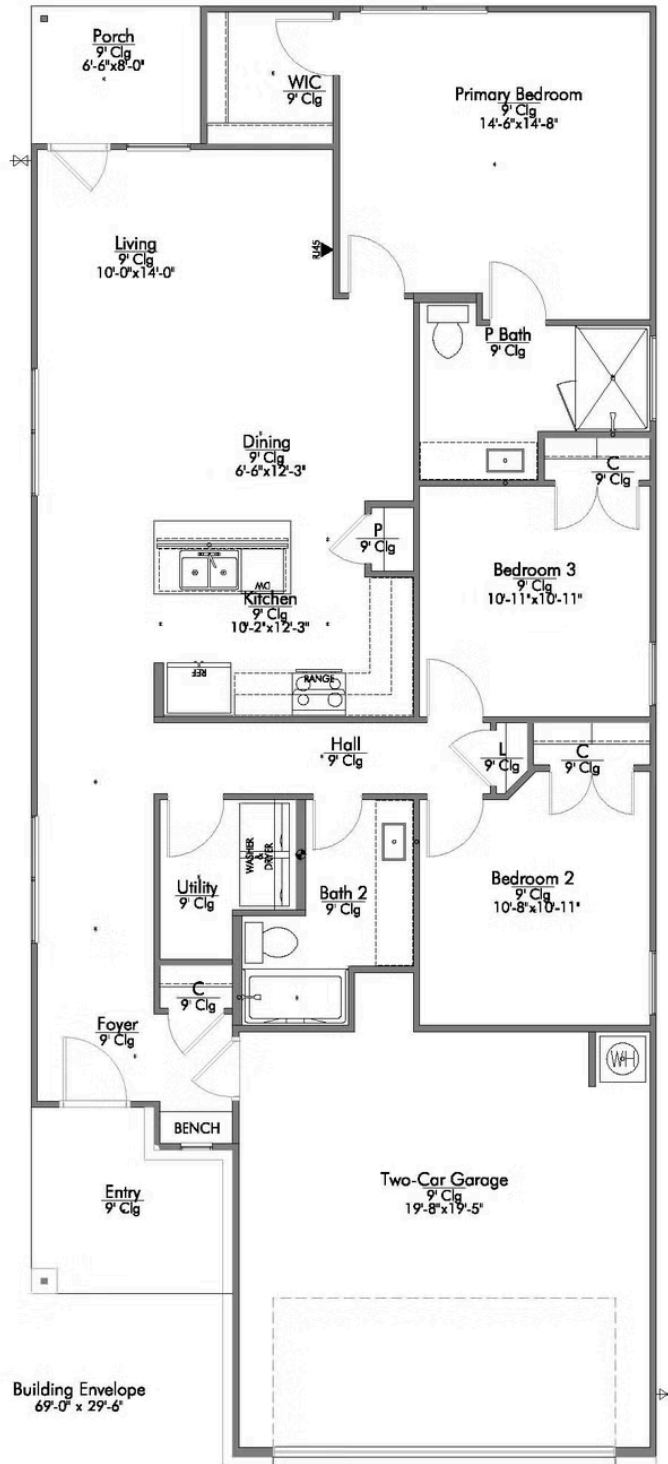 Porch
9' Clg
6'-6"x8'-0"
WIC
9' Clg
Primary Bedroom
9' Clg
14'-6"x14'-8"
Living
9' Clg
10'-0"x14'-0"
RJ45
P Bath
9' Clg
Dining
9' Clg
6'-6"x12'-3"
C
9' Clg
P
9' Clg
Bedroom 3
9' Clg
10'-11"x10'-11"
DW
Kitchen
9' Clg
10'-2"x12'-3"
REF
RANGE
Hall
9' Clg
L
9' Clg
C
9' Clg
WASHER
&
DRYER
Utility
9' Clg
Bath 2
9' Clg
Bedroom 2
9' Clg
10'-8"x10'-11"
C
9' Clg
Foyer
9' Clg
WH
BENCH
Entry
9' Clg
Two-Car Garage
9' Clg
19'-8"x19'-5"
Building Envelope
69'-0" x 29'-6"